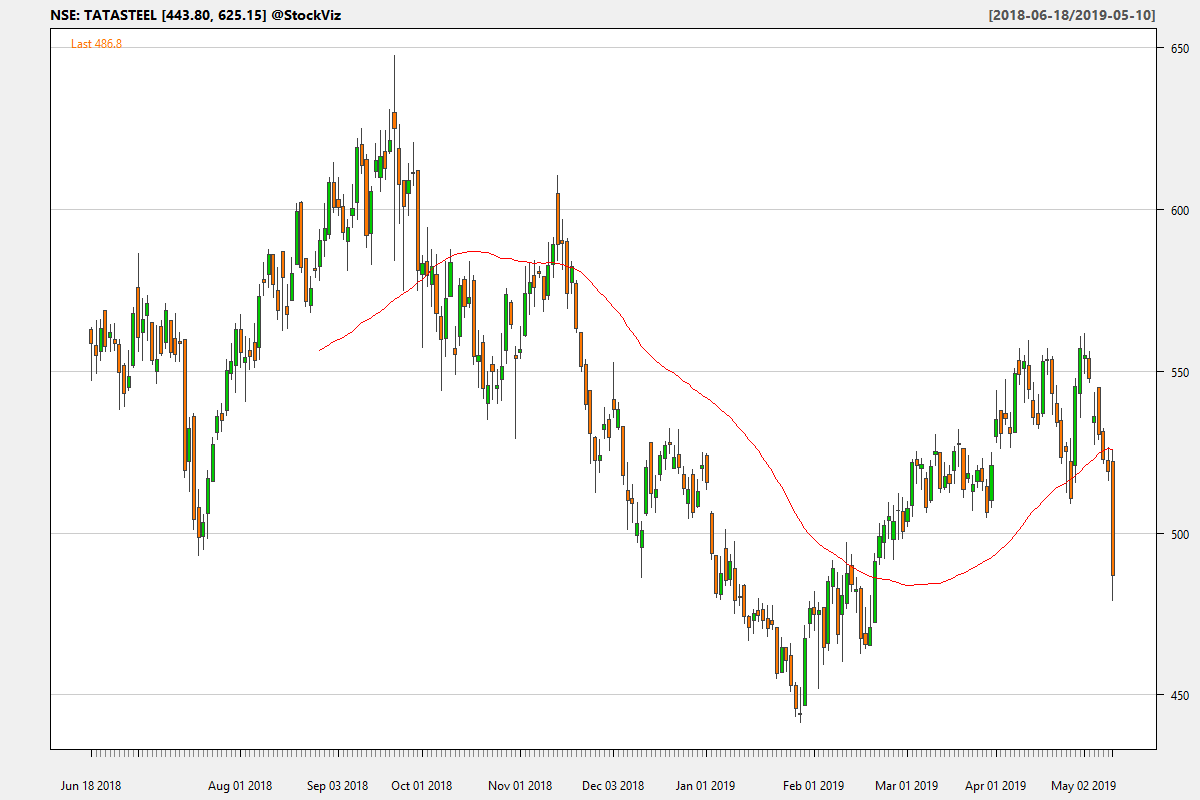 NSE: TATASTEEL [443.80, 625.15] @StockViz
[2018-06-18/2019-05-10]
Last 486.8
650
600
550
500
450
Jun 18 2018
Aug 01 2018
Sep 03 2018
Oct 01 2018
Nov 01 2018
Dec 03 2018
Jan 01 2019
Feb 01 2019
Mar 01 2019
Apr 01 2019
May 02 2019